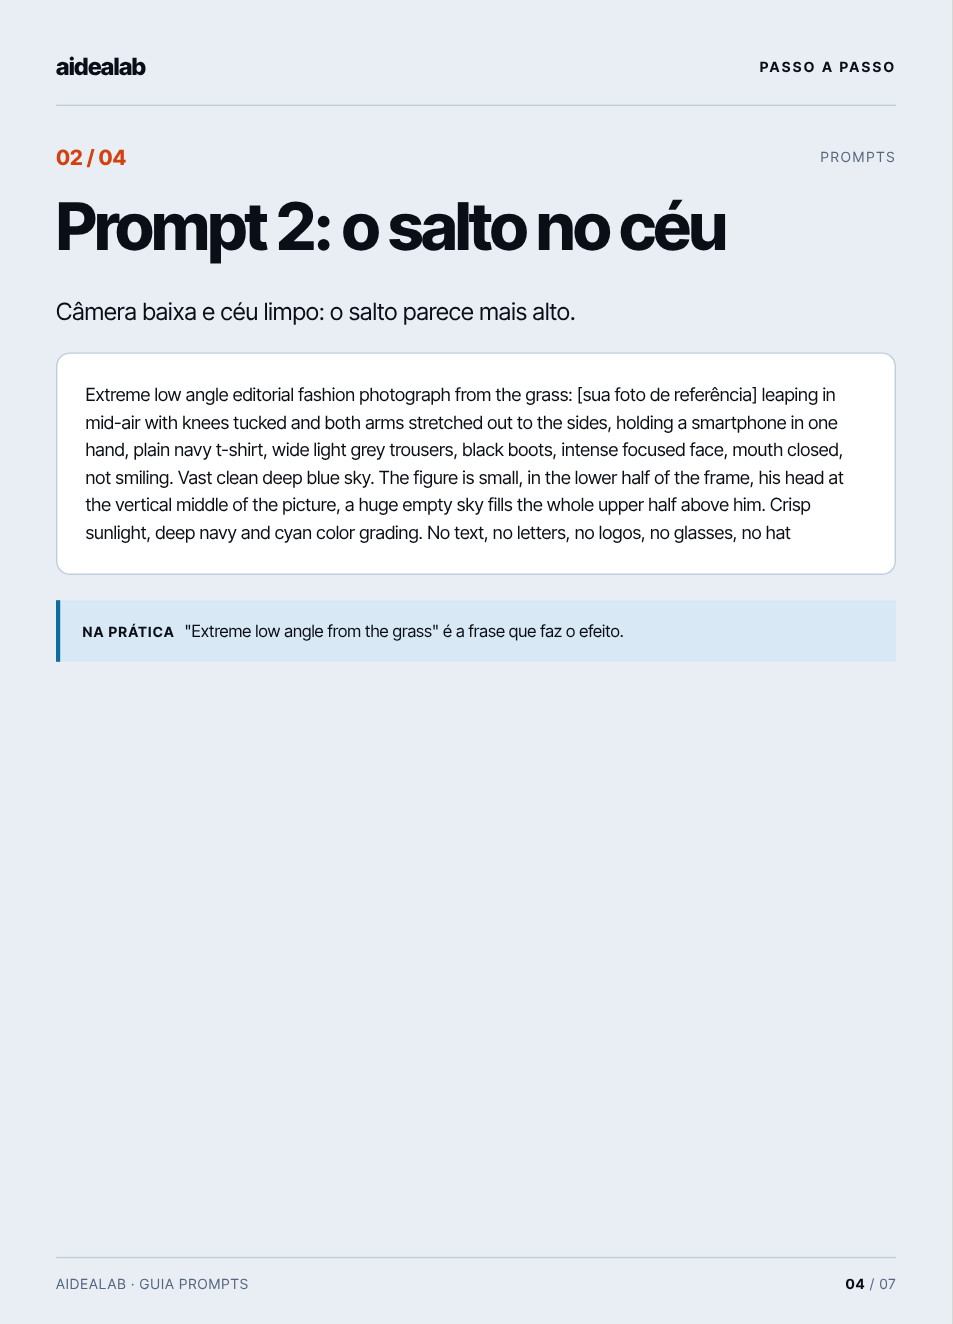 aidealab
PASSO A PASSO
02 / 04
PROMPTS
Prompt 2: o salto no céu
Câmera baixa e céu limpo: o salto parece mais alto.
Extreme low angle editorial fashion photograph from the grass: [sua foto de referência] leaping in
mid-air with knees tucked and both arms stretched out to the sides, holding a smartphone in one
hand, plain navy t-shirt, wide light grey trousers, black boots, intense focused face, mouth closed,
not smiling. Vast clean deep blue sky. The figure is small, in the lower half of the frame, his head at
the vertical middle of the picture, a huge empty sky fills the whole upper half above him. Crisp
sunlight, deep navy and cyan color grading. No text, no letters, no logos, no glasses, no hat
NA PRÁTICA "Extreme low angle from the grass" é a frase que faz o efeito.
AIDEALAB · GUIA PROMPTS
04 / 07